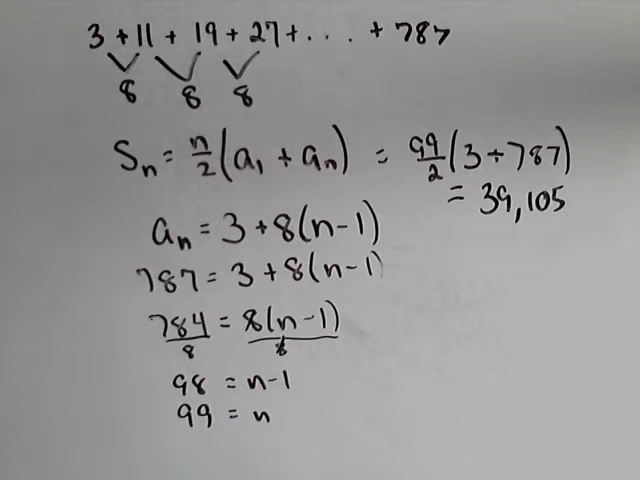 3 + 11 + 19 + 27 + . . . . + 787
8 8 8
Sn = n/2 (a1 + an) = 99/2 (3 + 787)
= 39,105
an = 3 + 8(n - 1)
787 = 3 + 8(n - 1)
784/8 = 8(n - 1)/8
98 = n - 1
99 = n